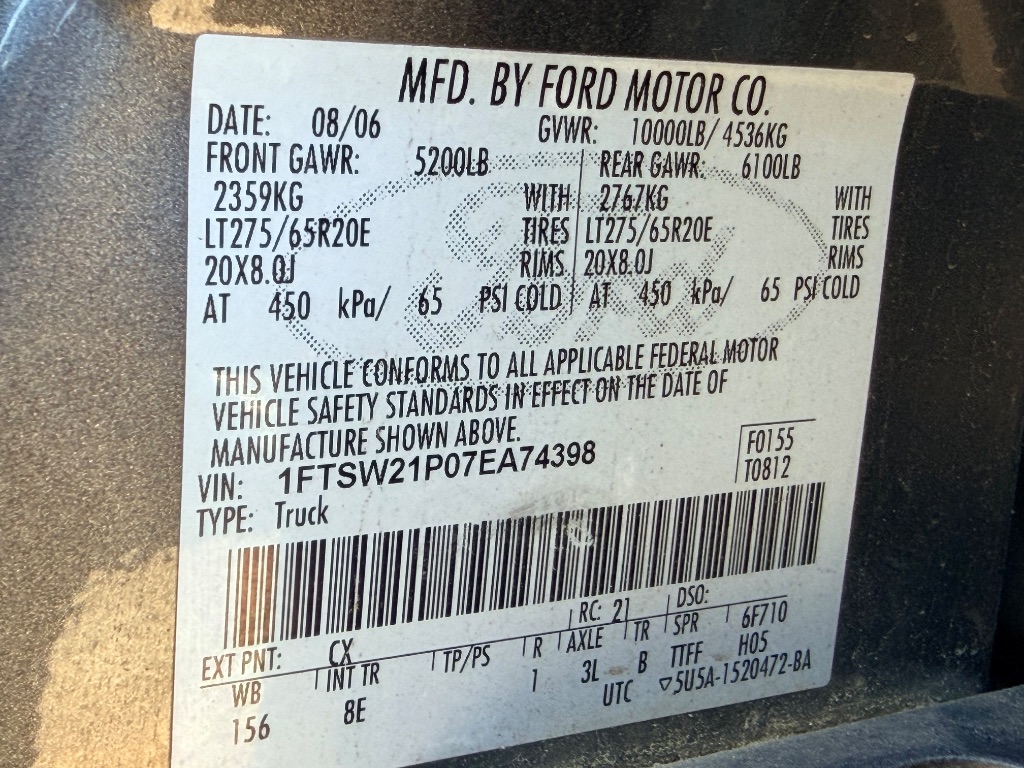 MFD. BY FORD MOTOR CO.
DATE: 08/06 GVWR: 10000LB/ 4536KG
FRONT GAWR: 5200LB REAR GAWR: 6100LB
2359KG WITH 2767KG WITH
LT275/65R20E TIRES LT275/65R20E TIRES
20X8.0J RIMS 20X8.0J RIMS
AT 450 kPa/ 65 PSI COLD AT 450 kPa/ 65 PSI COLD
THIS VEHICLE CONFORMS TO ALL APPLICABLE FEDERAL MOTOR
VEHICLE SAFETY STANDARDS IN EFFECT ON THE DATE OF
MANUFACTURE SHOWN ABOVE.
F0155
VIN: 1FTSW21P07EA74398
T0812
TYPE: Truck
EXT PNT: CX RC: 21 DSO:
WB INT TR TP/PS R AXLE TR SPR 6F710
156 8E 1 3L B TTFF H05
UTC ▽5U5A-1520472-BA